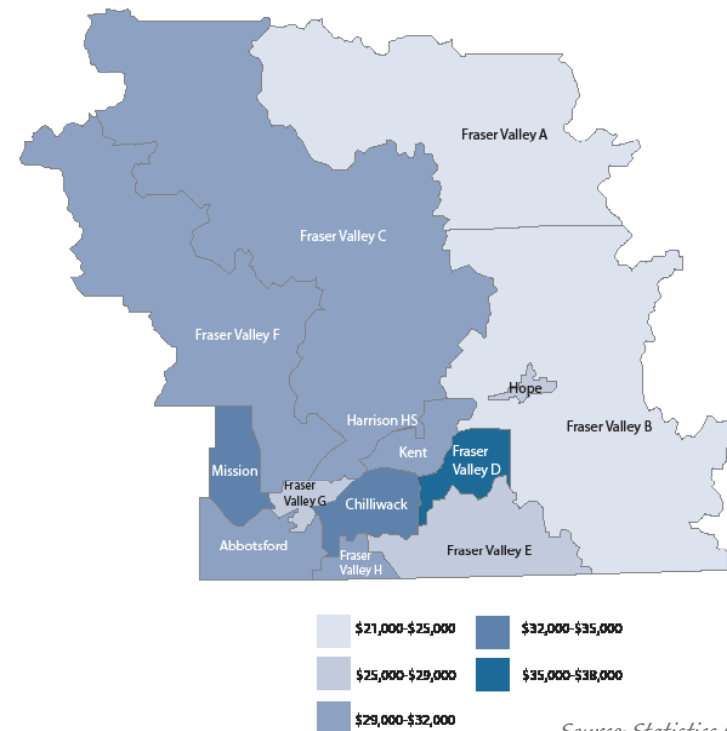 Fraser Valley A
Fraser Valley C
Fraser Valley F
Hope
Harrison HS
Fraser Valley B
Kent
Fraser
Valley D
Mission
Fraser
Valley G
Chilliwack
Abbotsford
Fraser
Valley H
Fraser Valley E
$21,000-$25,000
$32,000-$35,000
$25,000-$29,000
$35,000-$38,000
$29,000-$32,000
Source: Statistics